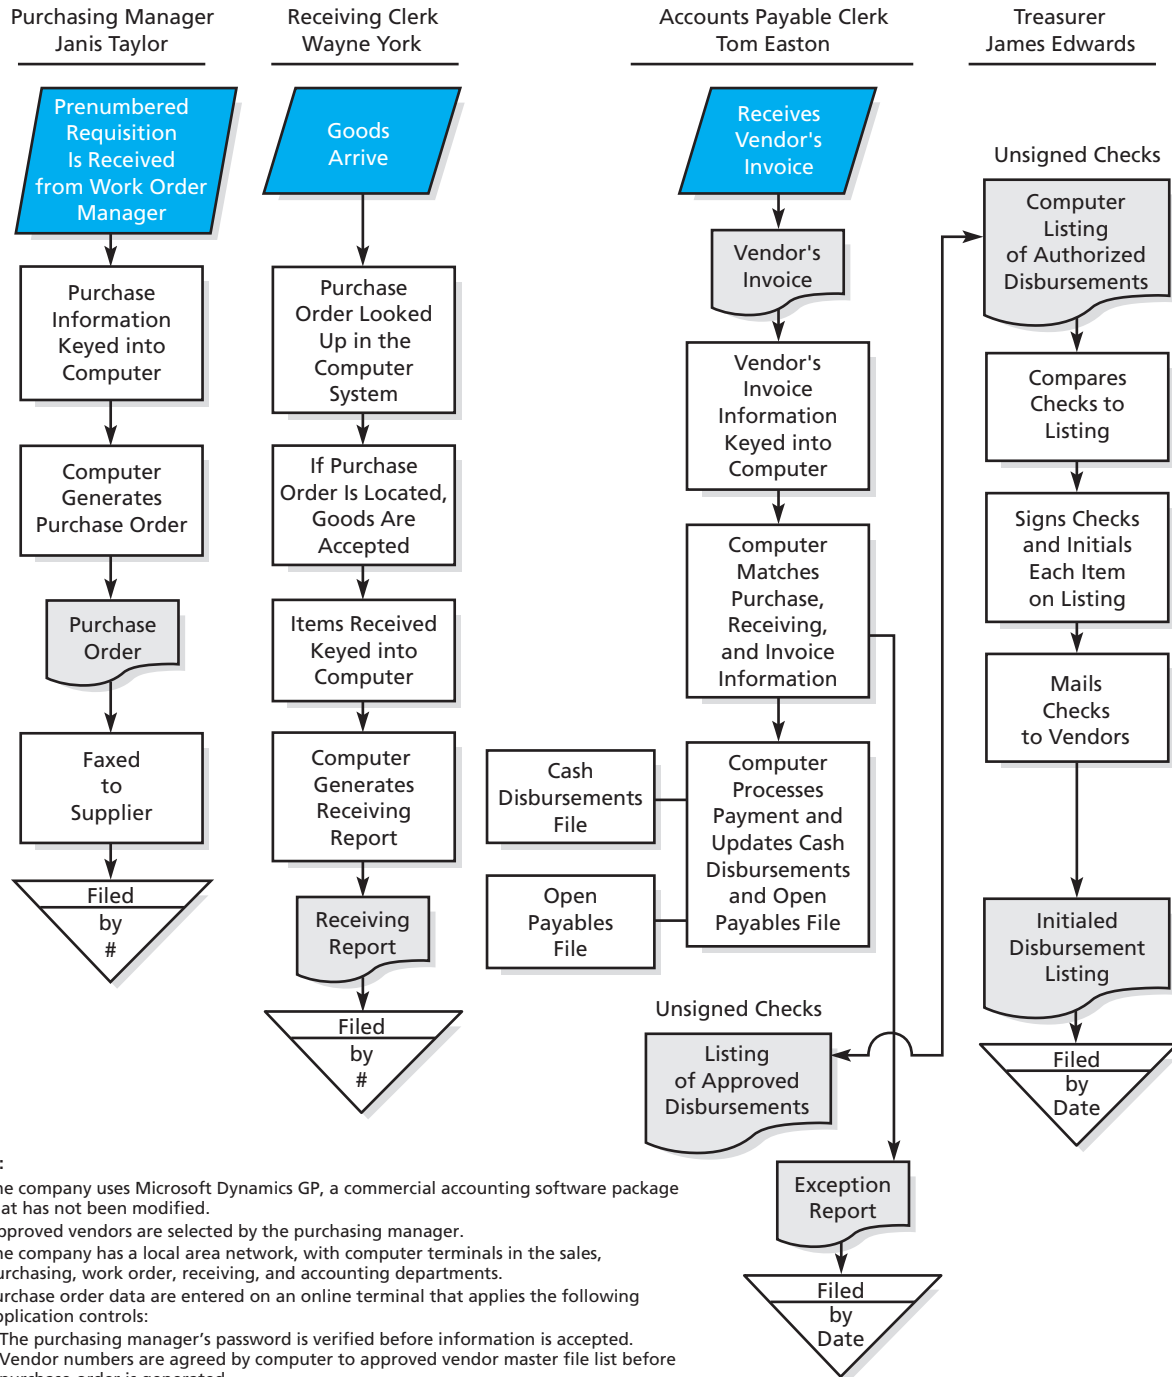 Purchasing Manager
Janis Taylor
Prenumbered
Requisition
Is Received
from Work Order
Manager
Purchase
Information
Keyed into
Computer
Computer
Generates
Purchase Order
Purchase
Order
Faxed
to
Supplier
Filed
by
#
Receiving Clerk
Wayne York
Goods
Arrive
Purchase
Order Looked
Up in the
Computer
System
If Purchase
Order Is Located,
Goods Are
Accepted
Items Received
Keyed into
Computer
Computer
Generates
Receiving
Report
Receiving
Report
Filed
by
#
Accounts Payable Clerk
Tom Easton
Receives
Vendor's
Invoice
Vendor's
Invoice
Vendor's
Invoice
Information
Keyed into
Computer
Computer
Matches
Purchase,
Receiving,
and Invoice
Information
Computer
Processes
Payment and
Updates Cash
Disbursements
and Open
Payables File
Cash
Disbursements
File
Open
Payables
File
Unsigned Checks
Listing
of Approved
Disbursements
Exception
Report
Filed
by
Date
Treasurer
James Edwards
Unsigned Checks
Computer
Listing
of Authorized
Disbursements
Compares
Checks to
Listing
Signs Checks
and Initials
Each Item
on Listing
Mails
Checks
to Vendors
Initialed
Disbursement
Listing
Filed
by
Date
:
company uses Microsoft Dynamics GP, a commercial accounting software package
has not been modified.
vendors are selected by the purchasing manager.
company has a local area network, with computer terminals in the sales,
work order, receiving, and accounting departments.
order data are entered on an online terminal that applies the following
controls:
The purchasing manager's password is verified before information is accepted.
Vendor numbers are agreed by computer to approved vendor master file list before
purchase order is generated